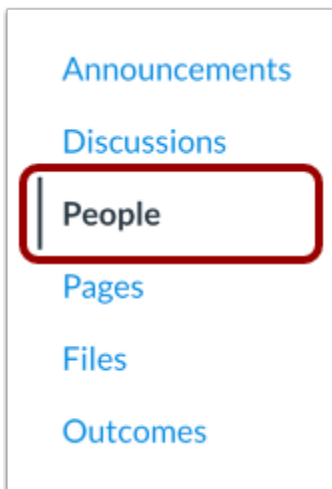 Announcements
Discussions
People
Pages
Files
Outcomes